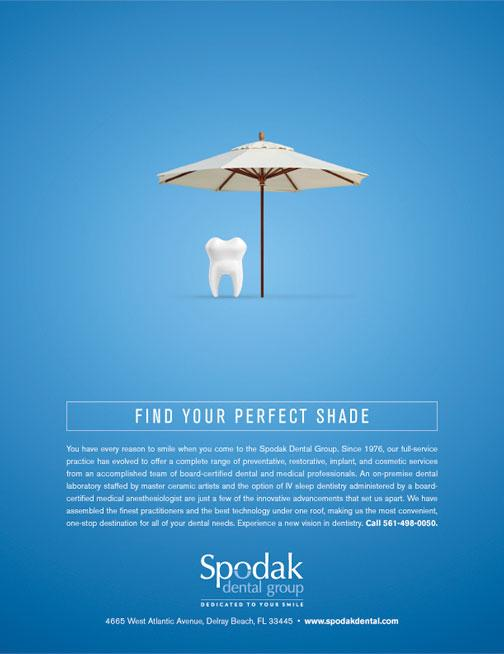 FIND YOUR PERFECT SHADE
You have every reason to smile when you come to the Spodak Dental Group. Since 1976, our full-service
practice has evolved to offer a complete range of preventative, restorative, implant, and cosmetic services
from an accomplished team of board-certified dental and medical professionals. An on-premise dental
laboratory staffed by master ceramic artists and the option of IV sleep dentistry administered by a board-
certified medical anesthesiologist are just a few of the innovative advancements that set us apart. We have
assembled the finest practitioners and the best technology under one roof, making us the most convenient,
one-stop destination for all of your dental needs. Experience a new vision in dentistry. Call 561-498-0050.
Spodak
dental group
DEDICATED TO YOUR SMILE
4665 West Atlantic Avenue, Delray Beach, FL 33445 • www.spodakdental.com